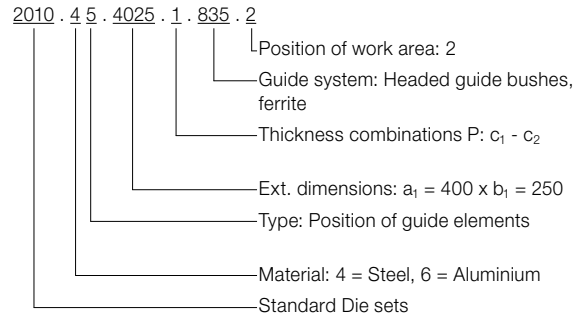 2010 . 4 5 . 4025 . 1 . 835 . 2
Position of work area: 2
Guide system: Headed guide bushes,
ferrite
Thickness combinations P: c₁ - c₂
Ext. dimensions: a₁ = 400 x b₁ = 250
Type: Position of guide elements
Material: 4 = Steel, 6 = Aluminium
Standard Die sets